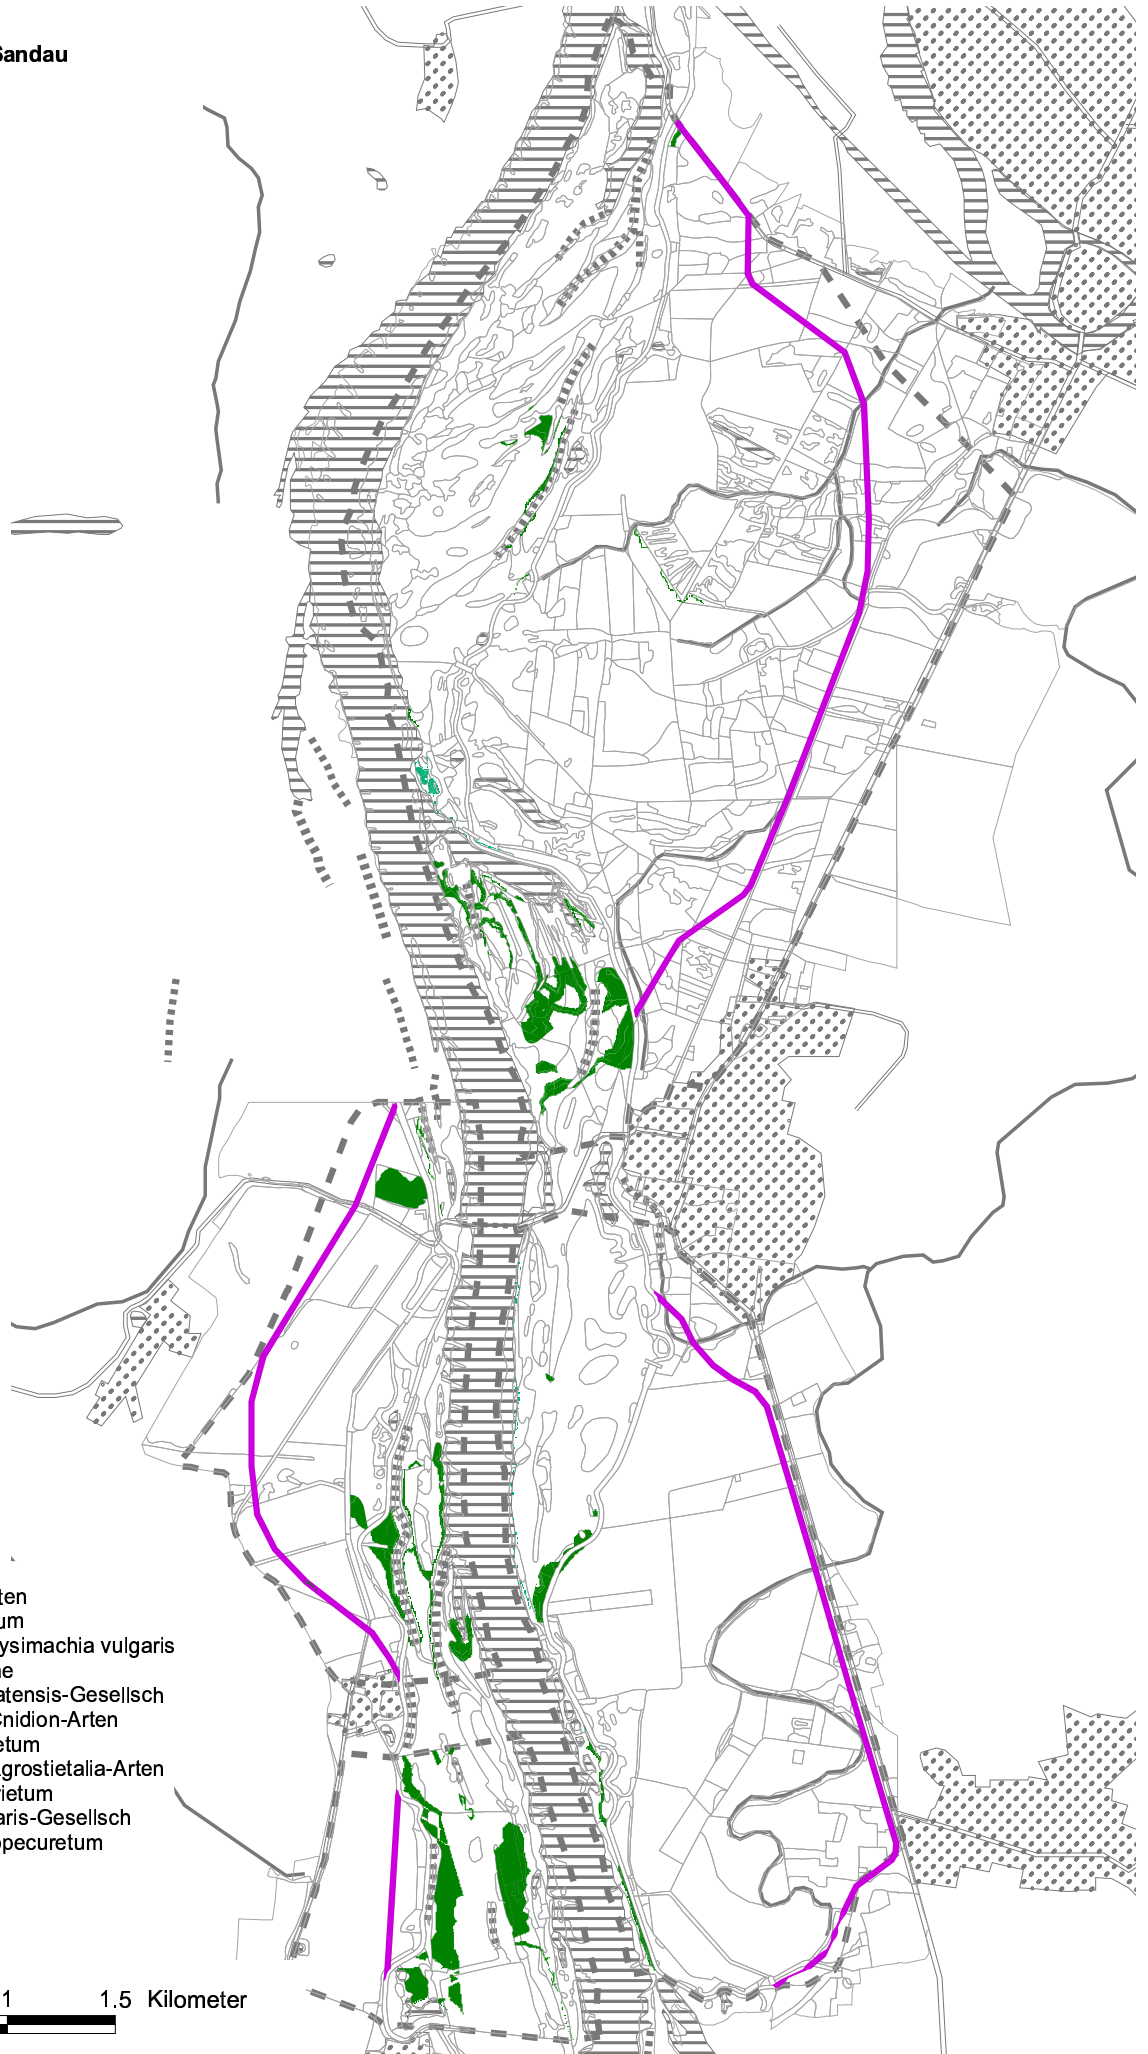 Sandau
ten
um
ysimachia vulgaris
ne
atensis-Gesellsch
Cnidion-Arten
etum
Agrostietalia-Arten
rietum
aris-Gesellsch
opecuretum
1 1.5 Kilometer